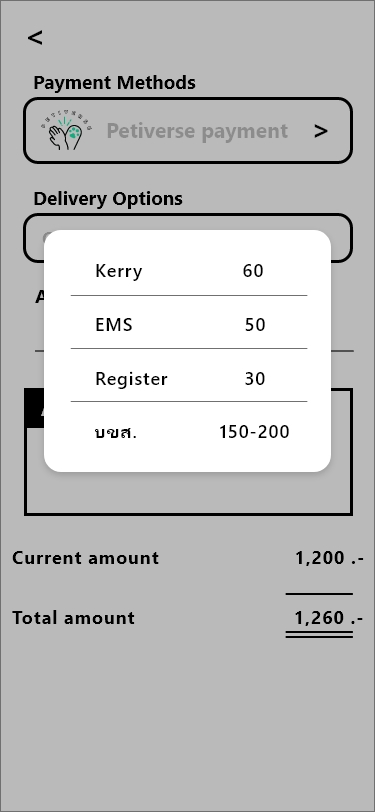 <
Payment Methods
Petiverse payment >
Delivery Options
Kerry 60
EMS 50
Register 30
บขส. 150-200
Current amount 1,200 .-
Total amount 1,260 .-